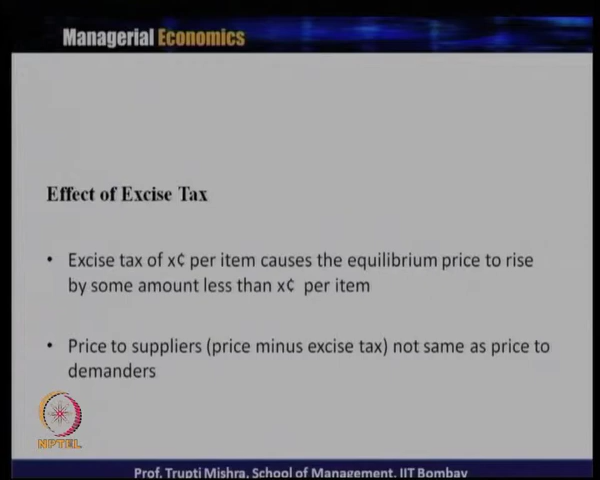 Managerial Economics
Effect of Excise Tax
• Excise tax of x¢ per item causes the equilibrium price to rise
by some amount less than x¢ per item
• Price to suppliers (price minus excise tax) not same as price to
demanders
NPTEL
Prof. Trupti Mishra, School of Management, IIT Bombay